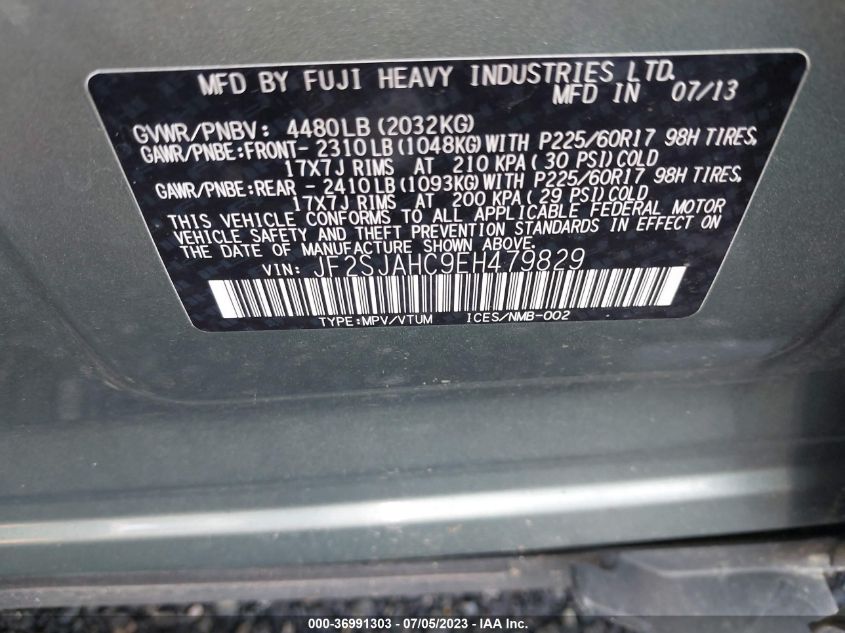 MFD BY FUJI HEAVY INDUSTRIES LTD.
MFD IN 07/13
GVWR/PNBV: 4480LB(2032KG)
GAWR/PNBE:FRONT- 2310LB(1048KG)WITH P225/60R17 98H TIRES,
17X7J RIMS AT 210 KPA( 30 PSI)COLD
GAWR/PNBE:REAR - 2410LB(1093KG)WITH P225/60R17 98H TIRES,
17X7J RIMS AT 200 KPA( 29 PSI)COLD
THIS VEHICLE CONFORMS TO ALL APPLICABLE FEDERAL MOTOR
VEHICLE SAFETY AND THEFT PREVENTION STANDARDS IN EFFECT ON
THE DATE OF MANUFACTURE SHOWN ABOVE.
VIN: JF2SJAHC9EH479829
TYPE:MPV/VTUM ICES/NMB-002
000-36991303 - 07/05/2023 - IAA Inc.